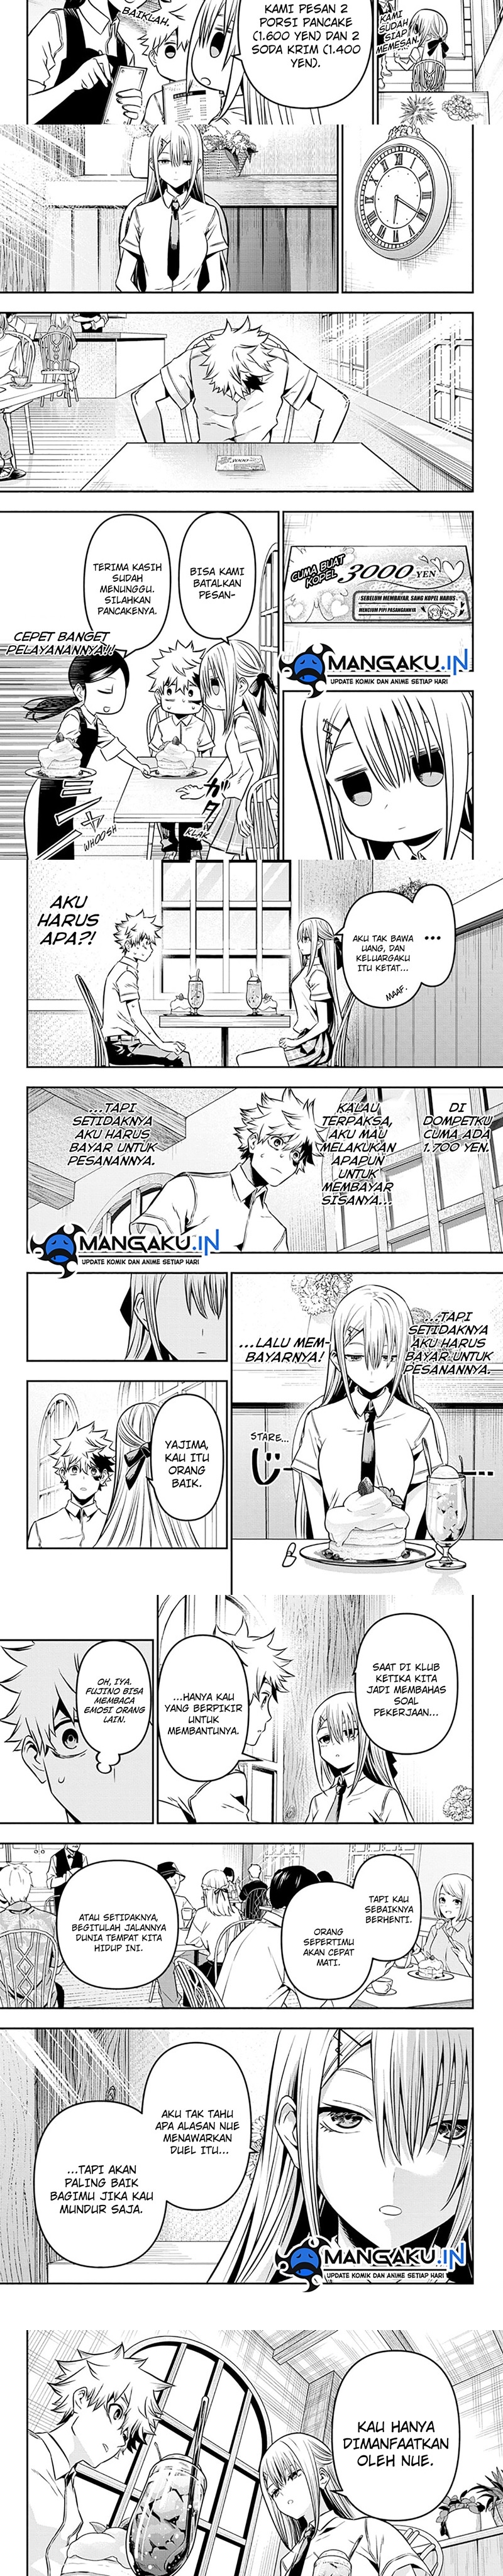 KAMI
SUDAH
SIAP
MEMESAN.
KAMI PESAN 2
PORSI PANCAKE
(1.600 YEN) DAN 2
SODA KRIM (1.400
YEN).
BAIKLAH.
3000
CUMA BUAT
KOPEL
3000 YEN
SEBELUM MEMBAYAR, SANG KOPEL HARUS
MENCIUM PIPI PASANGANNYA
MANGAKU.IN
UPDATE KOMIK DAN ANIME SETIAP HARI
BISA KAMI
BATALKAN
PESAN-
TERIMA KASIH
SUDAH
MENUNGGU.
SILAHKAN
PANCAKENYA.
CEPET BANGET
PELAYANANNYA!!
ガタ
KLAK
WHOOSH
...
AKU TAK BAWA
UANG, DAN
KELUARGAKU
ITU KETAT...
MAAF.
AKU
HARUS
APA?!
DI
DOMPETKU
CUMA ADA
1.700 YEN.
KALAU
TERPAKSA,
AKU MAU
MELAKUKAN
APAPUN
UNTUK
MEMBAYAR
SISANYA...
...TAPI
SETIDAKNYA
AKU HARUS
BAYAR UNTUK
PESANANNYA.
MANGAKU.IN
UPDATE KOMIK DAN ANIME SETIAP HARI
...TAPI
SETIDAKNYA
AKU HARUS
BAYAR UNTUK
PESANANNYA.
...LALU MEM-
BAYARNYA!
STARE...
じー...
YAJIMA,
KAU ITU
ORANG
BAIK.
SAAT DI KLUB
KETIKA KITA
JADI MEMBAHAS
SOAL
PEKERJAAN...
...HANYA KAU
YANG BERPIKIR
UNTUK
MEMBANTUNYA.
OH, IYA.
FUJINO BISA
MEMBACA
EMOSI ORANG
LAIN.
TAPI KAU
SEBAIKNYA
BERHENTI.
ORANG
SEPERTIMU
AKAN CEPAT
MATI.
ATAU SETIDAKNYA,
BEGITULAH JALANNYA
DUNIA TEMPAT KITA
HIDUP INI.
AKU TAK TAHU
APA ALASAN NUE
MENAWARKAN
DUEL ITU...
...TAPI AKAN
PALING BAIK
BAGIMU JIKA KAU
MUNDUR SAJA.
MANGAKU.IN
UPDATE KOMIK DAN ANIME SETIAP HARI
KAU HANYA
DIMANFAATKAN
OLEH NUE.